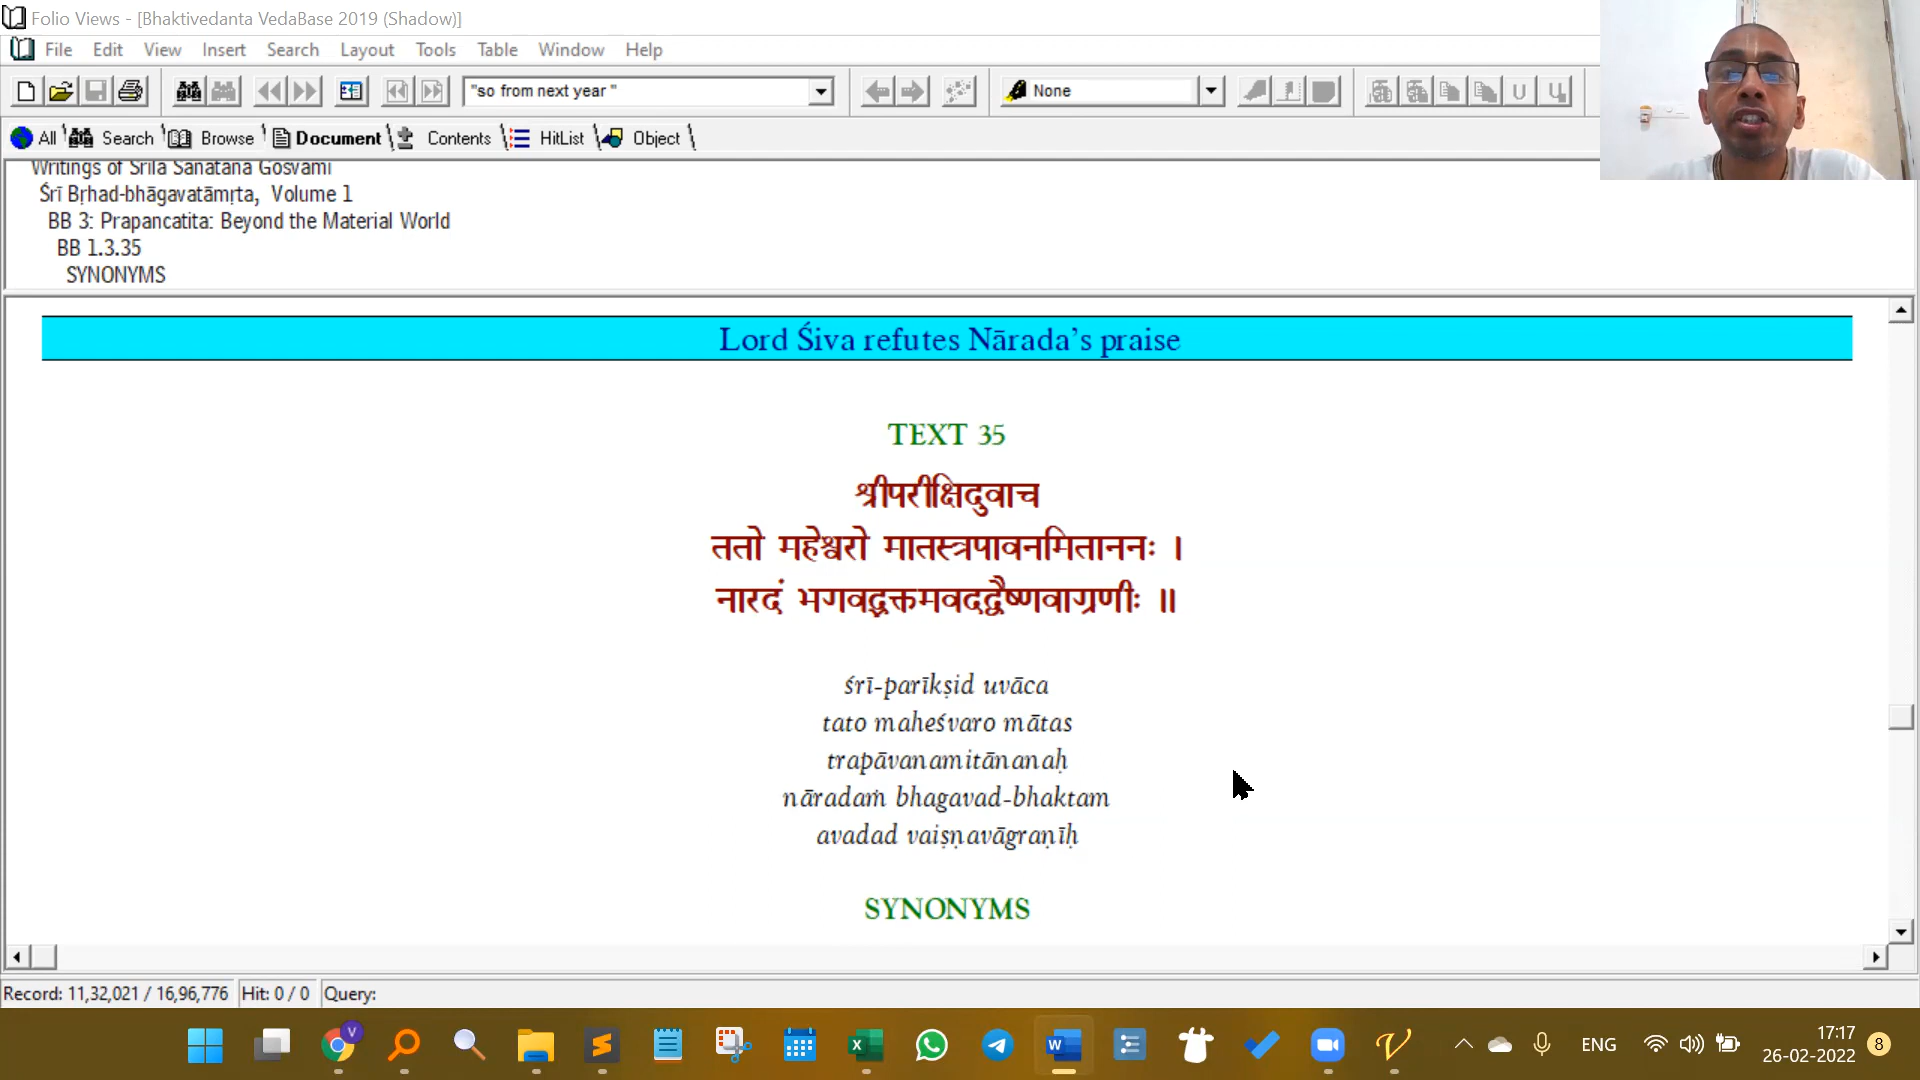 Folio Views - [Bhaktivedanta VedaBase 2019 (Shadow)]
File Edit View Insert Search Layout Tools Table Window Help
"so from next year " None
All Search Browse Document Contents HitList Object
Writings of Srila Sanatana Gosvami
Śrī Bṛhad-bhāgavatāmṛta, Volume 1
BB 3: Prapancatita: Beyond the Material World
BB 1.3.35
SYNONYMS
Lord Śiva refutes Nārada's praise
TEXT 35
श्रीपरीक्षिदुवाच
ततो महेश्वरो मातस्त्रपावनमिताननः ।
नारदं भगवद्भक्तमवदद्वैष्णवाग्रणीः ॥
śrī-parīkṣid uvāca
tato maheśvaro mātas
trapāvanamitānanaḥ
nāradaṁ bhagavad-bhaktam
avadad vaiṣṇavāgraṇīḥ
SYNONYMS
Record: 11,32,021 / 16,96,776 Hit: 0 / 0 Query:
ENG 17:17
26-02-2022 8